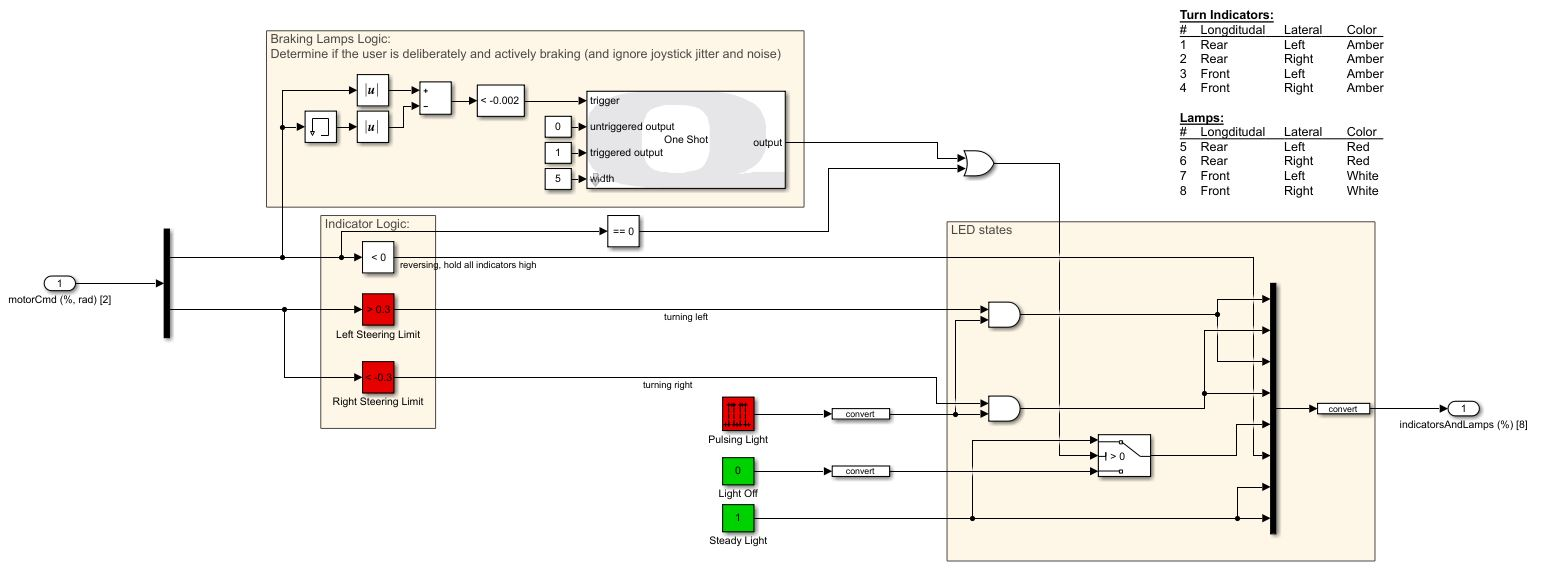 Turn Indicators:
# Longditudal Lateral Color
1 Rear Left Amber
2 Rear Right Amber
3 Front Left Amber
4 Front Right Amber
Lamps:
# Longditudal Lateral Color
5 Rear Left Red
6 Rear Right Red
7 Front Left White
8 Front Right White
Braking Lamps Logic:
Determine if the user is deliberately and actively braking (and ignore joystick jitter and noise)
|u|
+
−
< -0.002
|u|
trigger
0
untriggered output
One Shot
output
1
triggered output
5
width
Indicator Logic:
== 0
< 0
reversing, hold all indicators high
LED states
1
motorCmd (%, rad) [2]
> 0.3
Left Steering Limit
turning left
< -0.3
Right Steering Limit
turning right
Pulsing Light
convert
convert
1
indicatorsAndLamps (%) [8]
> 0
0
convert
Light Off
1
Steady Light